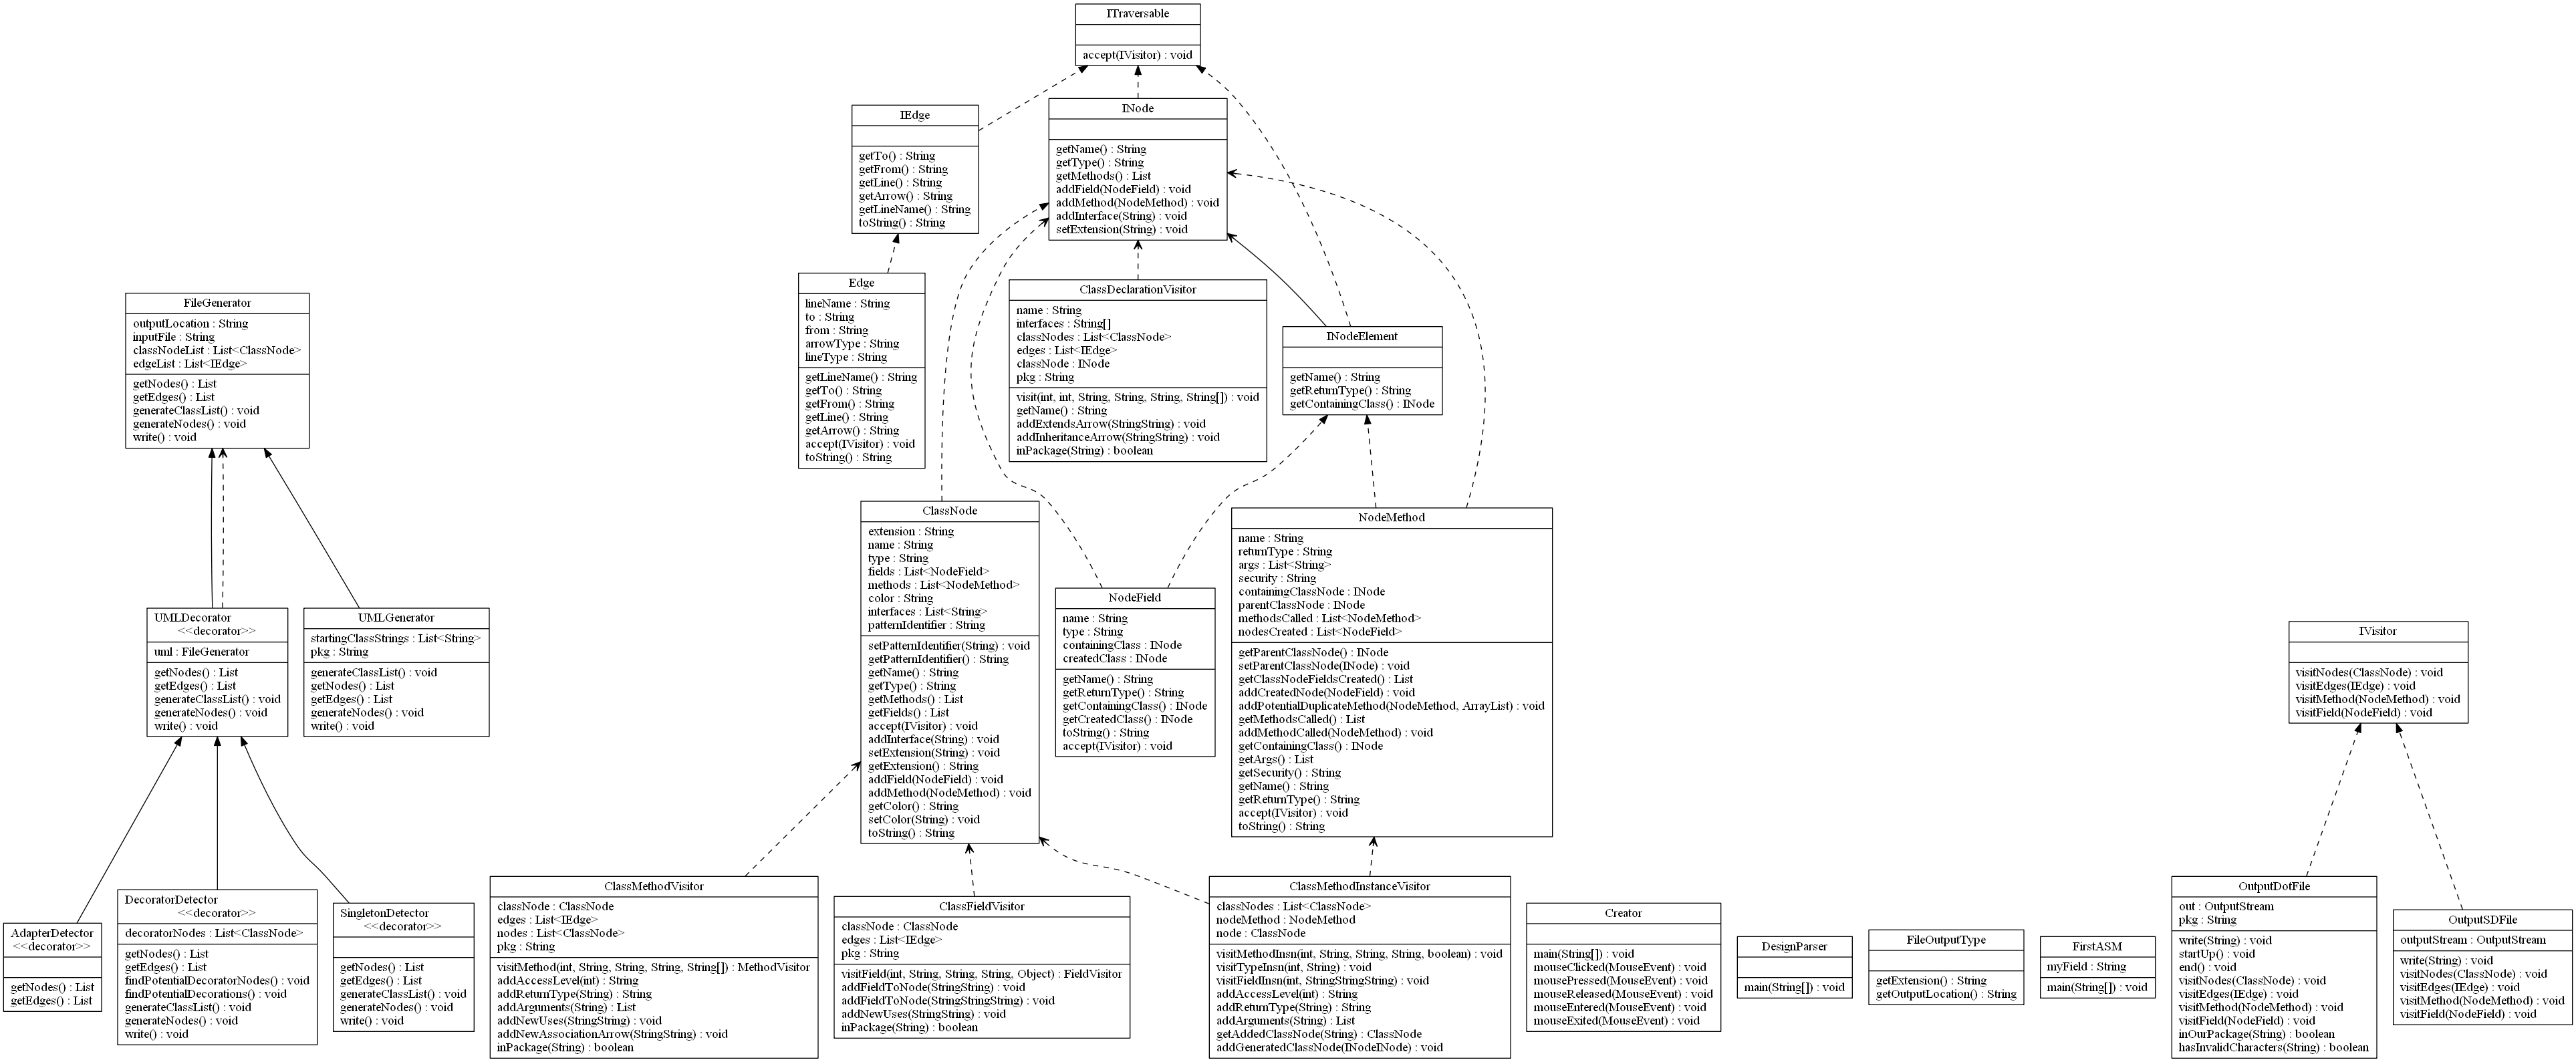 ITraversable
accept(IVisitor) : void
IEdge
getTo() : String
getFrom() : String
getLine() : String
getArrow() : String
getLineName() : String
toString() : String
INode
getName() : String
getType() : String
getMethods() : List
addField(NodeField) : void
addMethod(NodeMethod) : void
addInterface(String) : void
setExtension(String) : void
FileGenerator
outputLocation : String
inputFile : String
classNodeList : List<ClassNode>
edgeList : List<IEdge>
getNodes() : List
getEdges() : List
generateClassList() : void
generateNodes() : void
write() : void
Edge
lineName : String
to : String
from : String
arrowType : String
lineType : String
getLineName() : String
getTo() : String
getFrom() : String
getLine() : String
getArrow() : String
accept(IVisitor) : void
toString() : String
ClassDeclarationVisitor
name : String
interfaces : String[]
classNodes : List<ClassNode>
edges : List<IEdge>
classNode : INode
pkg : String
visit(int, int, String, String, String, String[]) : void
getName() : String
addExtendsArrow(StringString) : void
addInheritanceArrow(StringString) : void
inPackage(String) : boolean
INodeElement
getName() : String
getReturnType() : String
getContainingClass() : INode
UMLDecorator
<<decorator>>
uml : FileGenerator
getNodes() : List
getEdges() : List
generateClassList() : void
generateNodes() : void
write() : void
UMLGenerator
startingClassStrings : List<String>
pkg : String
generateClassList() : void
getNodes() : List
getEdges() : List
generateNodes() : void
write() : void
ClassNode
extension : String
name : String
type : String
fields : List<NodeField>
methods : List<NodeMethod>
color : String
interfaces : List<String>
patternIdentifier : String
setPatternIdentifier(String) : void
getPatternIdentifier() : String
getName() : String
getType() : String
getMethods() : List
getFields() : List
accept(IVisitor) : void
addInterface(String) : void
setExtension(String) : void
getExtension() : String
addField(NodeField) : void
addMethod(NodeMethod) : void
getColor() : String
setColor(String) : void
toString() : String
NodeField
name : String
type : String
containingClass : INode
createdClass : INode
getName() : String
getReturnType() : String
getContainingClass() : INode
getCreatedClass() : INode
toString() : String
accept(IVisitor) : void
NodeMethod
name : String
returnType : String
args : List<String>
security : String
containingClassNode : INode
parentClassNode : INode
methodsCalled : List<NodeMethod>
nodesCreated : List<NodeField>
getParentClassNode() : INode
setParentClassNode(INode) : void
getClassNodeFieldsCreated() : List
addCreatedNode(NodeField) : void
addPotentialDuplicateMethod(NodeMethod, ArrayList) : void
getMethodsCalled() : List
addMethodCalled(NodeMethod) : void
getContainingClass() : INode
getArgs() : List
getSecurity() : String
getName() : String
getReturnType() : String
accept(IVisitor) : void
toString() : String
IVisitor
visitNodes(ClassNode) : void
visitEdges(IEdge) : void
visitMethod(NodeMethod) : void
visitField(NodeField) : void
AdapterDetector
<<decorator>>
getNodes() : List
getEdges() : List
DecoratorDetector
<<decorator>>
decoratorNodes : List<ClassNode>
getNodes() : List
getEdges() : List
findPotentialDecoratorNodes() : void
findPotentialDecorations() : void
generateClassList() : void
generateNodes() : void
write() : void
SingletonDetector
<<decorator>>
getNodes() : List
getEdges() : List
generateClassList() : void
generateNodes() : void
write() : void
ClassMethodVisitor
classNode : ClassNode
edges : List<IEdge>
nodes : List<ClassNode>
pkg : String
visitMethod(int, String, String, String, String[]) : MethodVisitor
addAccessLevel(int) : String
addReturnType(String) : String
addArguments(String) : List
addNewUses(StringString) : void
addNewAssociationArrow(StringString) : void
inPackage(String) : boolean
ClassFieldVisitor
classNode : ClassNode
edges : List<IEdge>
pkg : String
visitField(int, String, String, String, Object) : FieldVisitor
addFieldToNode(StringString) : void
addFieldToNode(StringStringString) : void
addNewUses(StringString) : void
inPackage(String) : boolean
ClassMethodInstanceVisitor
classNodes : List<ClassNode>
nodeMethod : NodeMethod
node : ClassNode
visitMethodInsn(int, String, String, String, boolean) : void
visitTypeInsn(int, String) : void
visitFieldInsn(int, StringStringString) : void
addAccessLevel(int) : String
addReturnType(String) : String
addArguments(String) : List
getAddedClassNode(String) : ClassNode
addGeneratedClassNode(INodeINode) : void
Creator
main(String[]) : void
mouseClicked(MouseEvent) : void
mousePressed(MouseEvent) : void
mouseReleased(MouseEvent) : void
mouseEntered(MouseEvent) : void
mouseExited(MouseEvent) : void
DesignParser
main(String[]) : void
FileOutputType
getExtension() : String
getOutputLocation() : String
FirstASM
myField : String
main(String[]) : void
OutputDotFile
out : OutputStream
pkg : String
write(String) : void
startUp() : void
end() : void
visitNodes(ClassNode) : void
visitEdges(IEdge) : void
visitMethod(NodeMethod) : void
visitField(NodeField) : void
inOurPackage(String) : boolean
hasInvalidCharacters(String) : boolean
OutputSDFile
outputStream : OutputStream
write(String) : void
visitNodes(ClassNode) : void
visitEdges(IEdge) : void
visitMethod(NodeMethod) : void
visitField(NodeField) : void